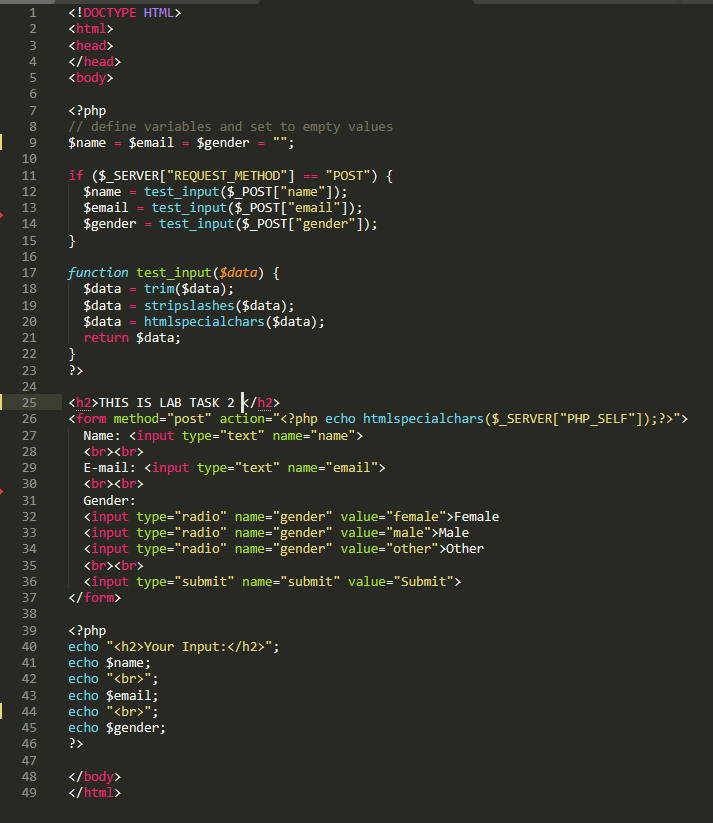 1 <!DOCTYPE HTML>
2 <html>
3 <head>
4 </head>
5 <body>
6
7 <?php
8 // define variables and set to empty values
9 $name = $email = $gender = "";
10
11 if ($_SERVER["REQUEST_METHOD"] == "POST") {
12   $name = test_input($_POST["name"]);
13   $email = test_input($_POST["email"]);
14   $gender = test_input($_POST["gender"]);
15 }
16
17 function test_input($data) {
18   $data = trim($data);
19   $data = stripslashes($data);
20   $data = htmlspecialchars($data);
21   return $data;
22 }
23 ?>
24
25 <h2>THIS IS LAB TASK 2 </h2>
26 <form method="post" action="<?php echo htmlspecialchars($_SERVER["PHP_SELF"]);?>">
27   Name: <input type="text" name="name">
28   <br><br>
29   E-mail: <input type="text" name="email">
30   <br><br>
31   Gender:
32   <input type="radio" name="gender" value="female">Female
33   <input type="radio" name="gender" value="male">Male
34   <input type="radio" name="gender" value="other">Other
35   <br><br>
36   <input type="submit" name="submit" value="Submit">
37 </form>
38
39 <?php
40 echo "<h2>Your Input:</h2>";
41 echo $name;
42 echo "<br>";
43 echo $email;
44 echo "<br>";
45 echo $gender;
46 ?>
47
48 </body>
49 </html>